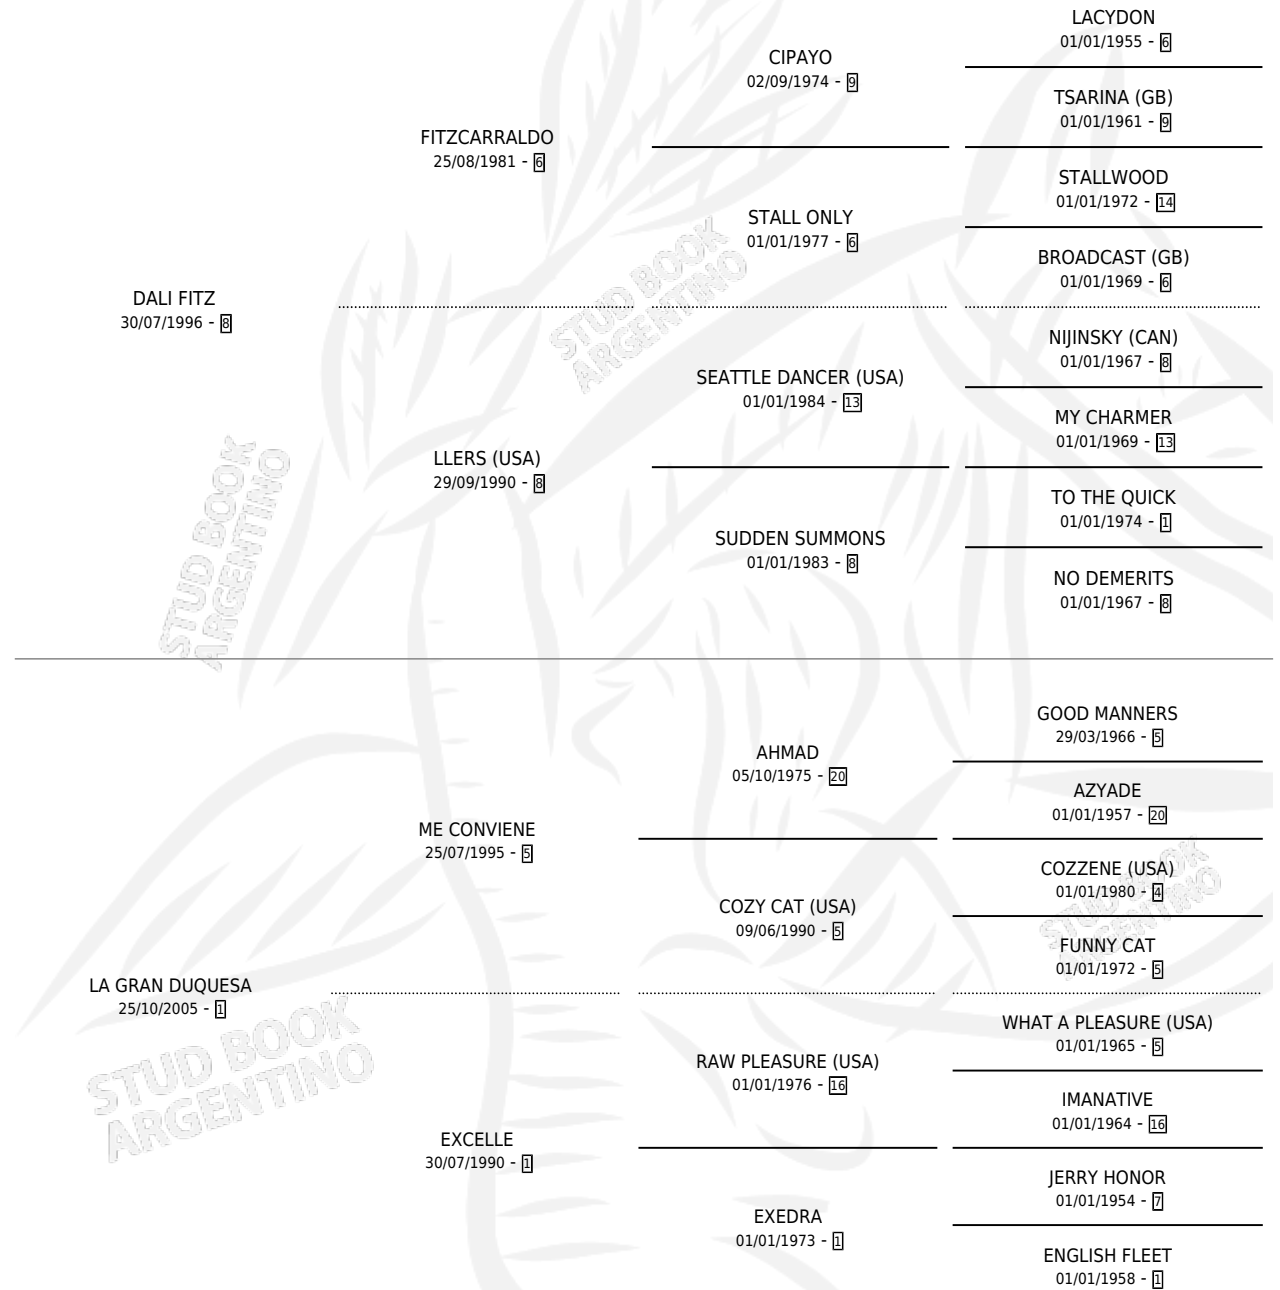 LACYDON
01/01/1955 - 6
CIPAYO
02/09/1974 - 9
TSARINA (GB)
01/01/1961 - 9
FITZCARRALDO
25/08/1981 - 6
STALLWOOD
01/01/1972 - 14
STALL ONLY
01/01/1977 - 6
BROADCAST (GB)
01/01/1969 - 6
DALI FITZ
30/07/1996 - 8
NIJINSKY (CAN)
01/01/1967 - 8
SEATTLE DANCER (USA)
01/01/1984 - 13
MY CHARMER
01/01/1969 - 13
LLERS (USA)
29/09/1990 - 8
TO THE QUICK
01/01/1974 - 1
SUDDEN SUMMONS
01/01/1983 - 8
NO DEMERITS
01/01/1967 - 8
GOOD MANNERS
29/03/1966 - 5
AHMAD
05/10/1975 - 20
AZYADE
01/01/1957 - 20
ME CONVIENE
25/07/1995 - 5
COZZENE (USA)
01/01/1980 - 4
COZY CAT (USA)
09/06/1990 - 5
FUNNY CAT
01/01/1972 - 5
LA GRAN DUQUESA
25/10/2005 - 1
WHAT A PLEASURE (USA)
01/01/1965 - 5
RAW PLEASURE (USA)
01/01/1976 - 16
IMANATIVE
01/01/1964 - 16
EXCELLE
30/07/1990 - 1
JERRY HONOR
01/01/1954 - 7
EXEDRA
01/01/1973 - 1
ENGLISH FLEET
01/01/1958 - 1
STUD BOOK
ARGENTINO
STUD BOOK
ARGENTINO
STUD BOOK
ARGENTINO
STUD BOOK
ARGENTINO